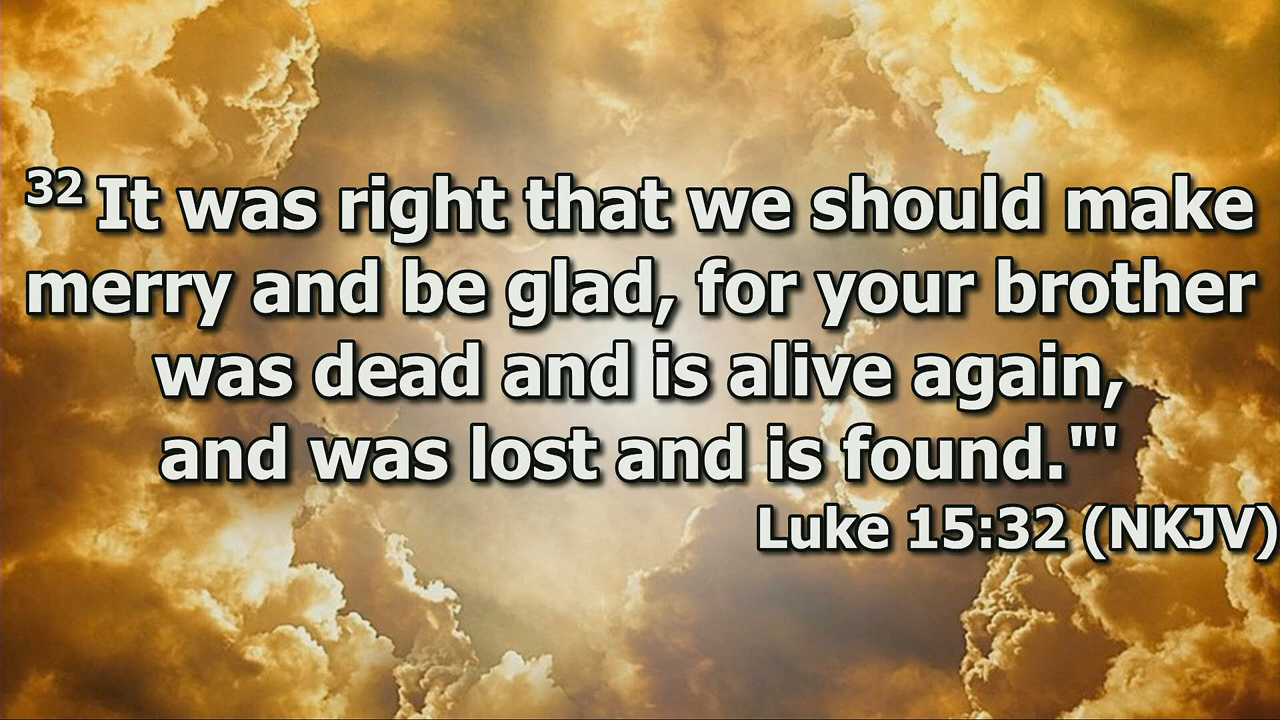 32 It was right that we should make
merry and be glad, for your brother
was dead and is alive again,
and was lost and is found."'
Luke 15:32 (NKJV)